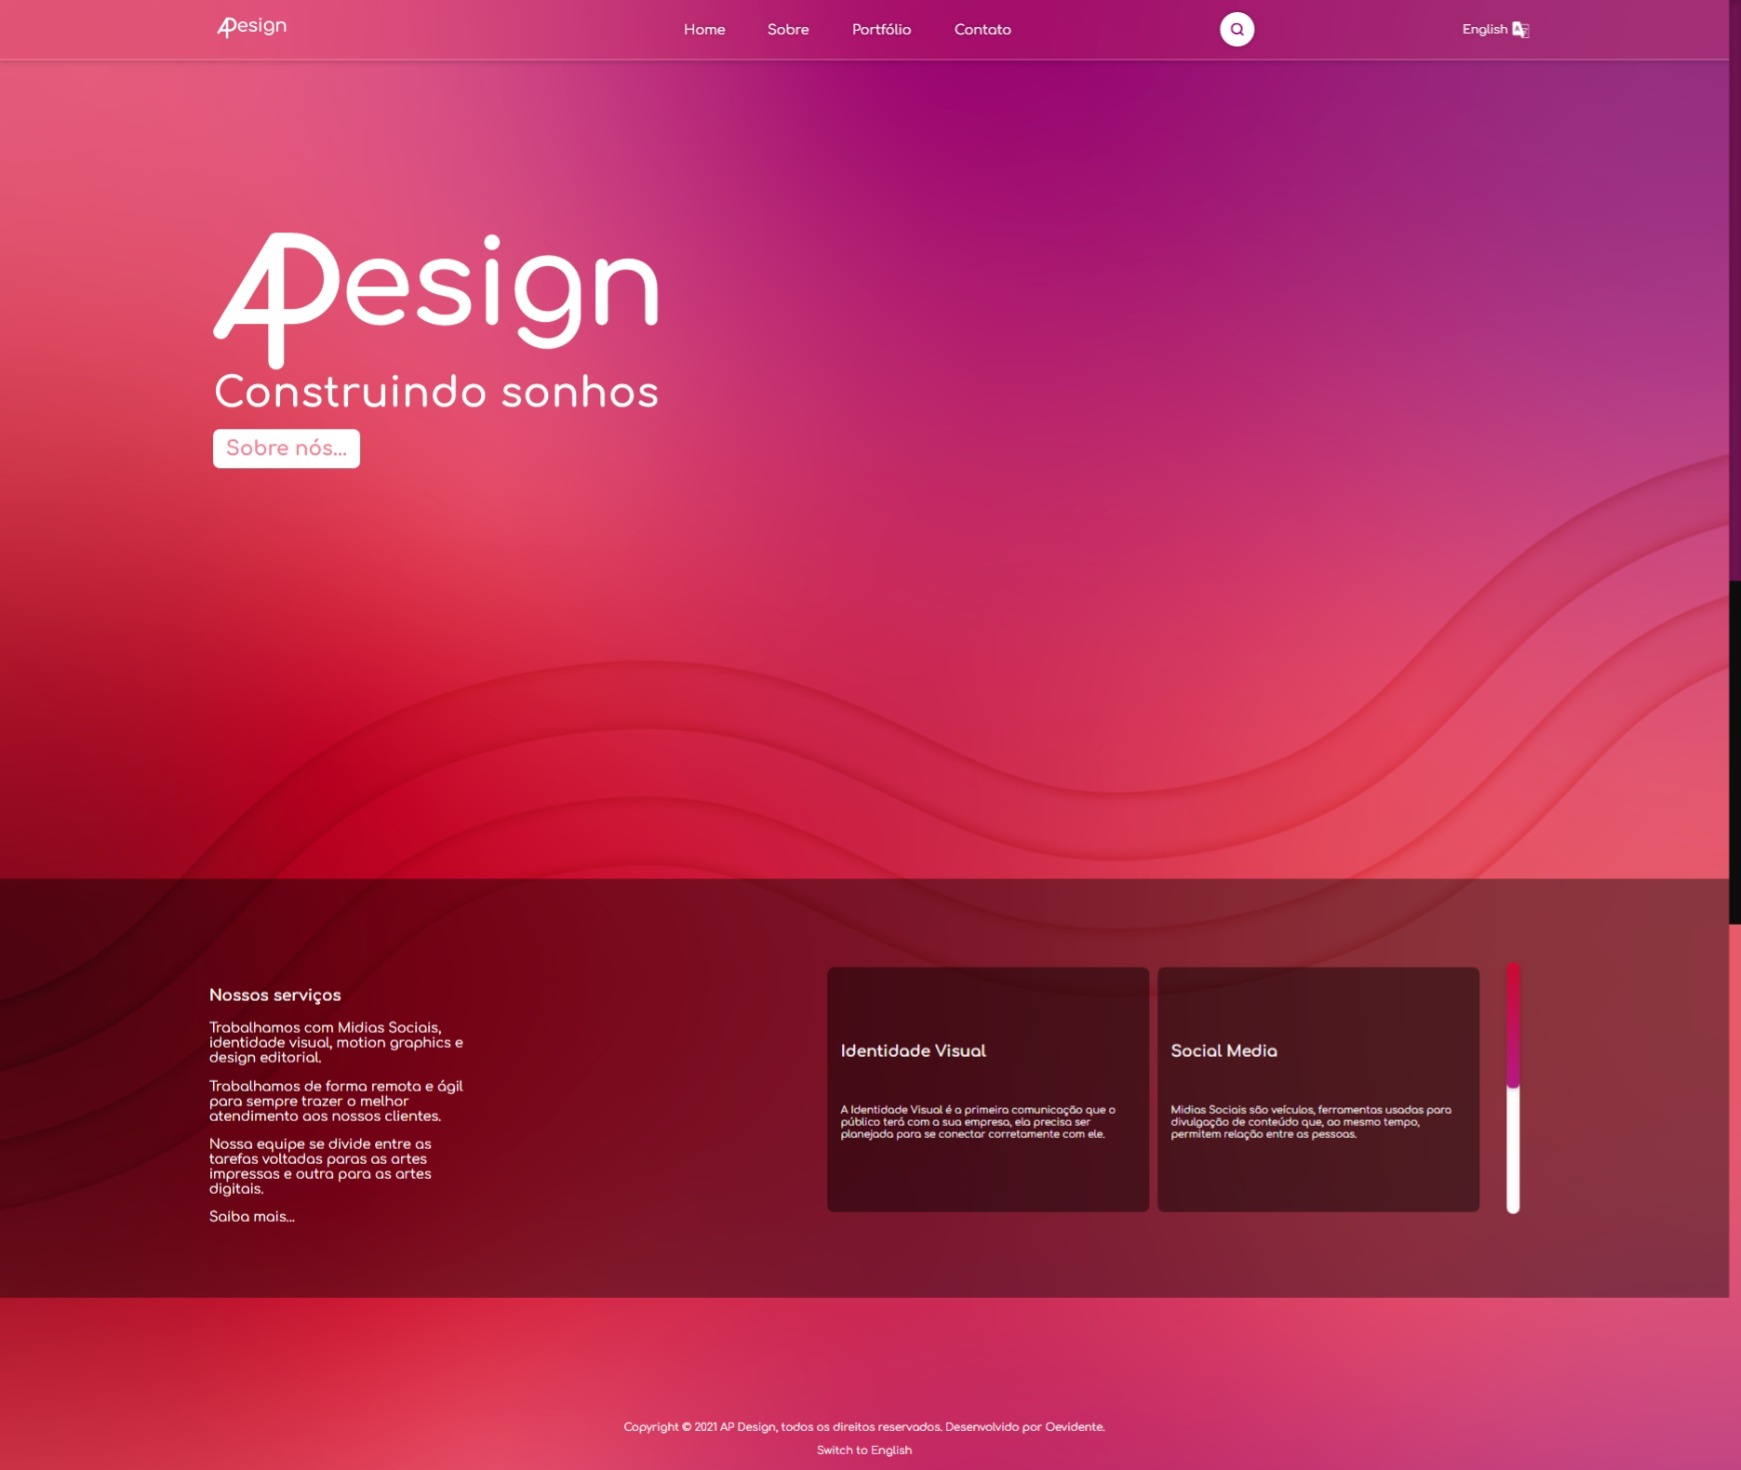 APesign
Home Sobre Portfólio Contato English
APesign
Construindo sonhos
Sobre nós...
Nossos serviços
Trabalhamos com Midias Sociais,
identidade visual, motion graphics e
design editorial.
Trabalhamos de forma remota e ágil
para sempre trazer o melhor
atendimento aos nossos clientes.
Nossa equipe se divide entre as
tarefas voltadas paras as artes
impressas e outra para as artes
digitais.
Saiba mais...
Identidade Visual
A Identidade Visual é a primeira comunicação que o
público terá com a sua empresa, ela precisa ser
planejada para se conectar corretamente com ele.
Social Media
Midias Sociais são veículos, ferramentas usadas para
divulgação de conteúdo que, ao mesmo tempo,
permitem relação entre as pessoas.
Copyright © 2021 AP Design, todos os direitos reservados. Desenvolvido por Oevidente.
Switch to English